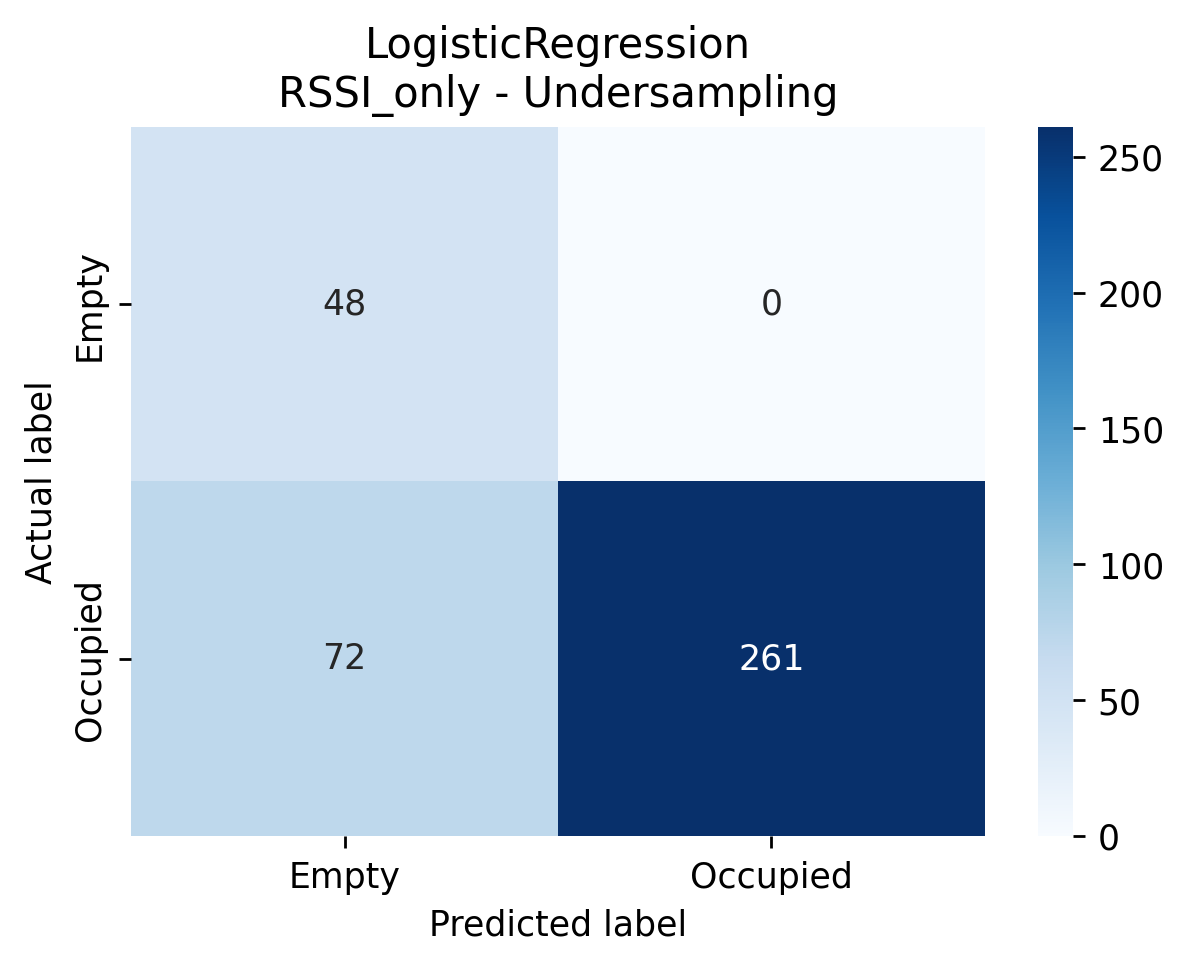 LogisticRegression
RSSI_only - Undersampling
Actual label
Empty
Occupied
48
0
72
261
Empty
Occupied
Predicted label
250
200
150
100
50
0